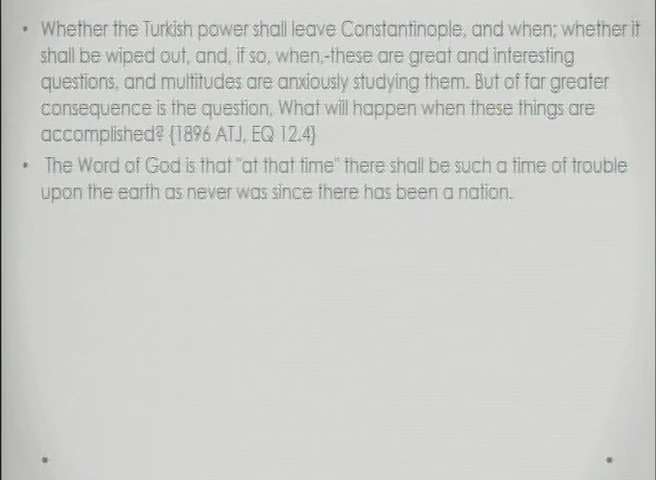 • Whether the Turkish power shall leave Constantinople, and when; whether it
shall be wiped out, and, if so, when,-these are great and interesting
questions, and multitudes are anxiously studying them. But of far greater
consequence is the question, What will happen when these things are
accomplished? {1896 ATJ, EQ 12.4}
• The Word of God is that "at that time" there shall be such a time of trouble
upon the earth as never was since there has been a nation.